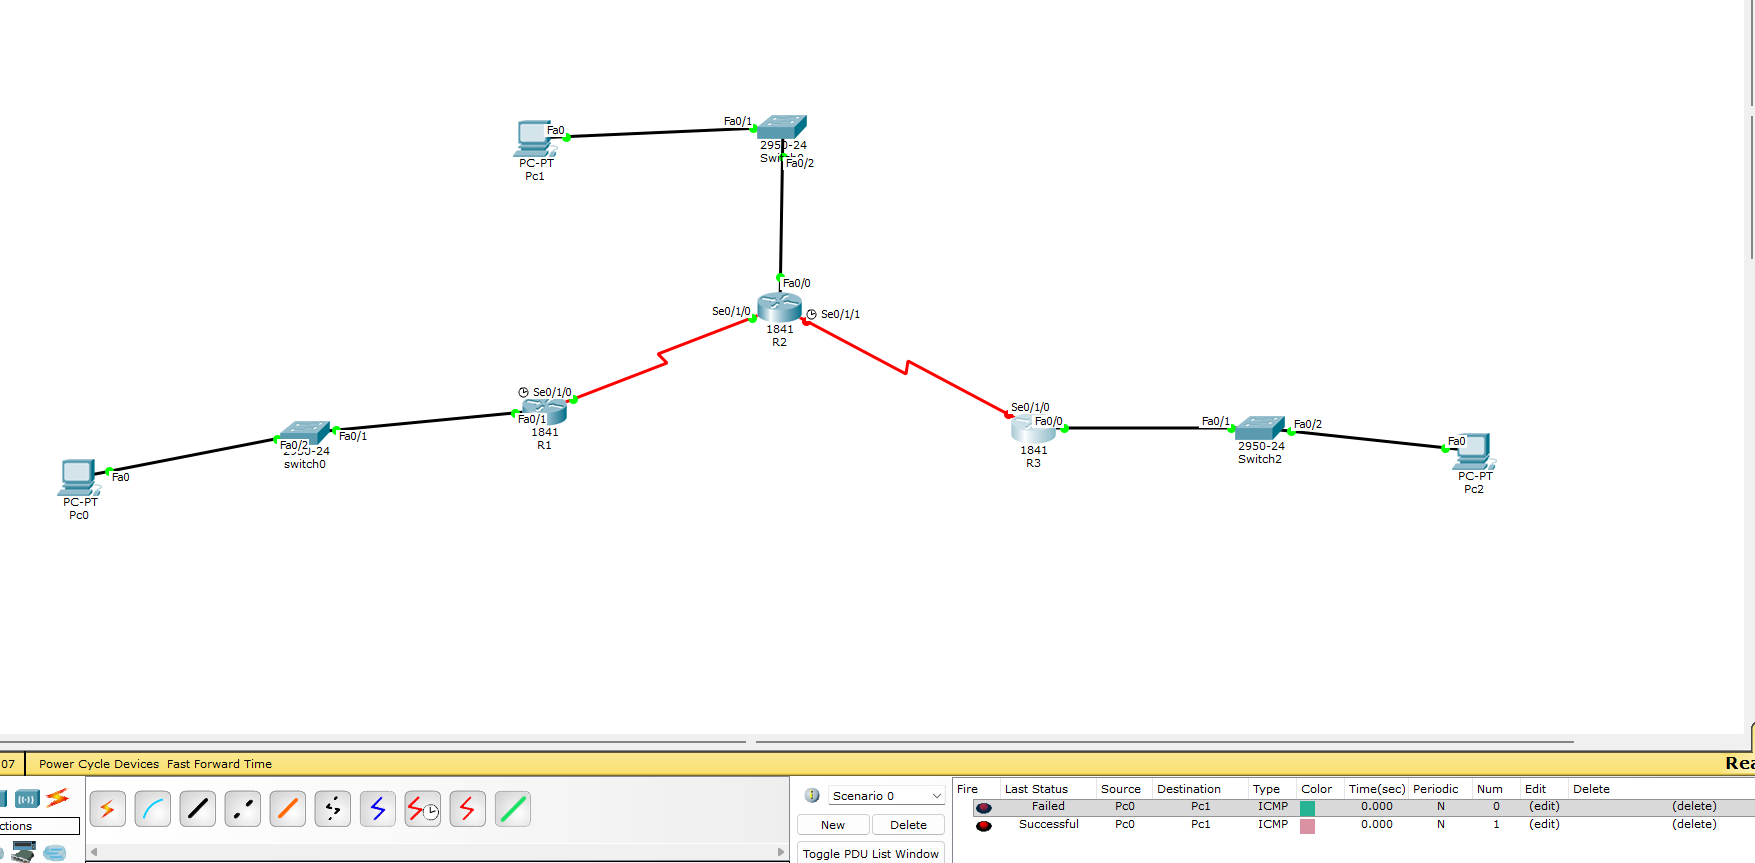 Fa0
PC-PT
Pc1
Fa0/1
2950-24
Fa0/2
Fa0/0
Se0/1/0
Se0/1/1
1841
R2
Se0/1/0
Fa0/1
1841
R1
Fa0/1
Fa0/2
switch0
Fa0
PC-PT
Pc0
Se0/1/0
Fa0/0
1841
R3
Fa0/1
Fa0/2
2950-24
Switch2
Fa0
PC-PT
Pc2
07 Power Cycle Devices Fast Forward Time Rea
ctions
Scenario 0
New Delete
Toggle PDU List Window
Fire Last Status Source Destination Type Color Time(sec) Periodic Num Edit Delete
Failed Pc0 Pc1 ICMP 0.000 N 0 (edit) (delete)
Successful Pc0 Pc1 ICMP 0.000 N 1 (edit) (delete)